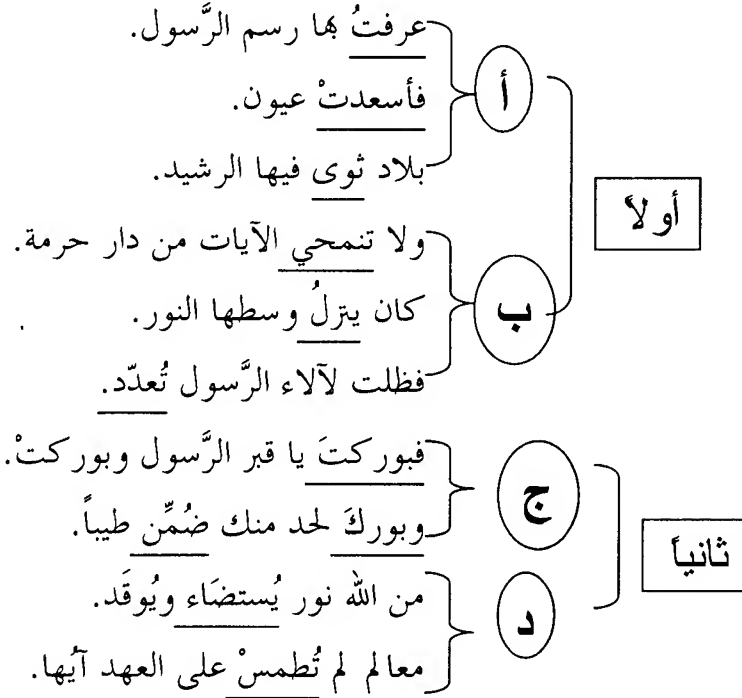 عرفتُ بها رسم الرَّسول.
فأسعدتْ عيون.
أ
بلاد ثوى فيها الرشيد.
أولاً
ولا تنمحي الآيات من دار حرمة.
كان يترلُ وسطها النور.
ب
فظلت لآلاء الرَّسول تُعدّد.
فبوركتَ يا قبر الرَّسول وبوركتْ.
ج
وبوركَ لحد منك ضُمِّن طيباً.
ثانياً
من الله نور يُستضَاء ويُوقَد.
د
معالم لم تُطمسْ على العهد آيُها.